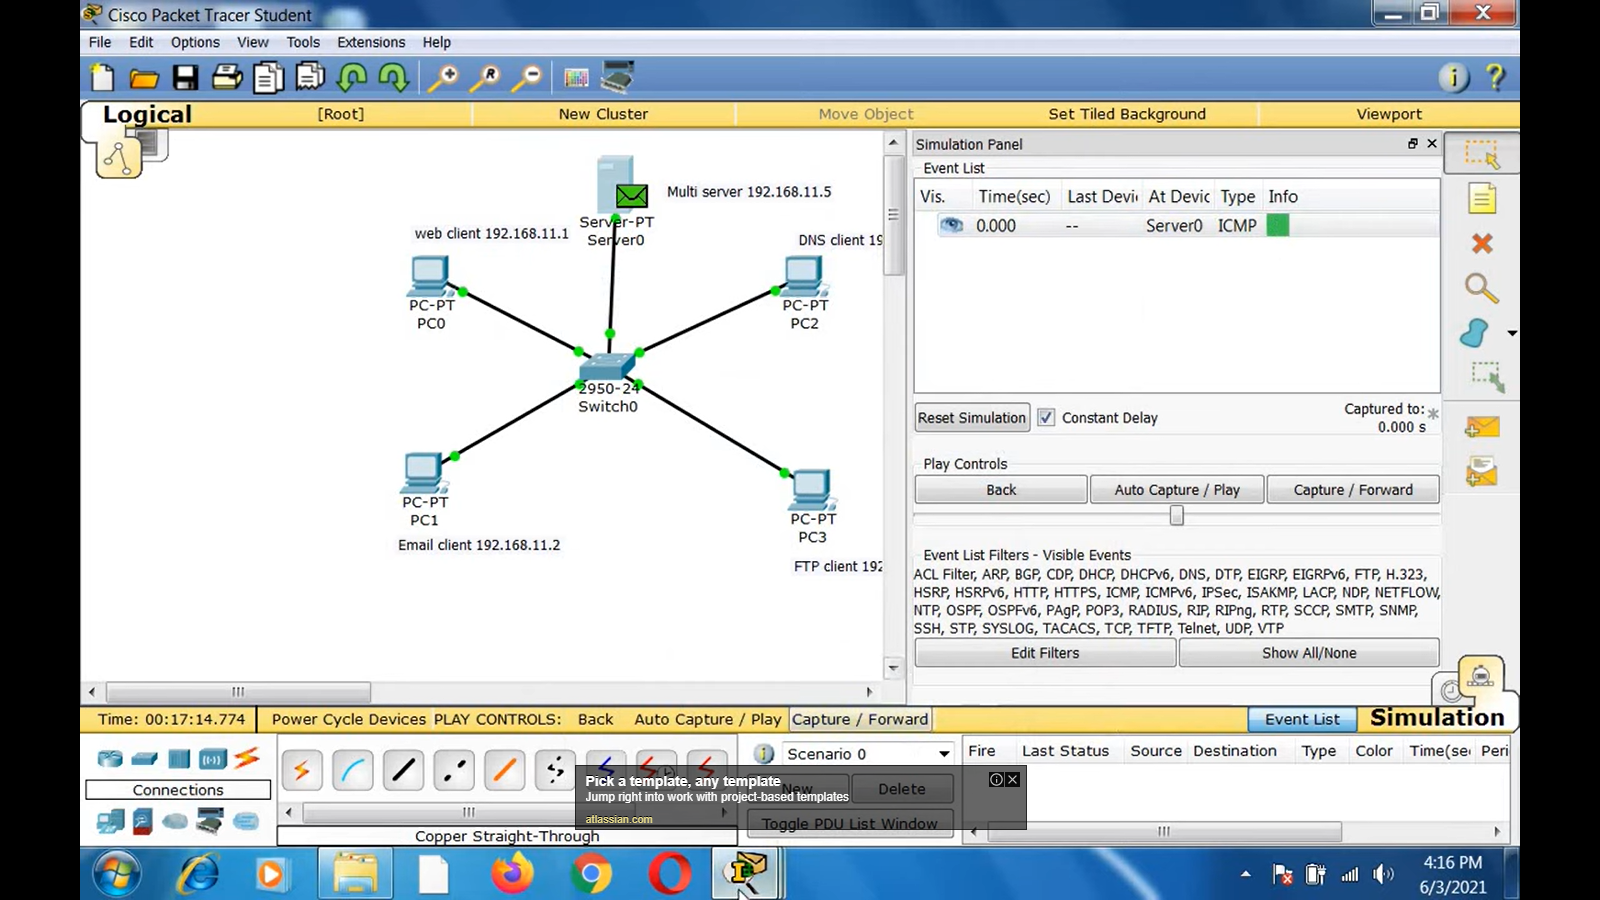 Cisco Packet Tracer Student
File Edit Options View Tools Extensions Help
Logical [Root] New Cluster Move Object Set Tiled Background Viewport
Multi server 192.168.11.5
Server-PT
Server0
web client 192.168.11.1
DNS client 19
PC-PT
PC0
PC-PT
PC2
2950-24
Switch0
PC-PT
PC1
Email client 192.168.11.2
PC-PT
PC3
FTP client 192
Simulation Panel
Event List
Vis. Time(sec) Last Devi At Devic Type Info
0.000 -- Server0 ICMP
Reset Simulation Constant Delay Captured to: *
0.000 s
Play Controls
Back Auto Capture / Play Capture / Forward
Event List Filters - Visible Events
ACL Filter, ARP, BGP, CDP, DHCP, DHCPv6, DNS, DTP, EIGRP, EIGRPv6, FTP, H.323,
HSRP, HSRPv6, HTTP, HTTPS, ICMP, ICMPv6, IPSec, ISAKMP, LACP, NDP, NETFLOW,
NTP, OSPF, OSPFv6, PAgP, POP3, RADIUS, RIP, RIPng, RTP, SCCP, SMTP, SNMP,
SSH, STP, SYSLOG, TACACS, TCP, TFTP, Telnet, UDP, VTP
Edit Filters Show All/None
Time: 00:17:14.774 Power Cycle Devices PLAY CONTROLS: Back Auto Capture / Play Capture / Forward Event List Simulation
Connections
Copper Straight-Through
Scenario 0
New Delete
Toggle PDU List Window
Fire Last Status Source Destination Type Color Time(sec Peri
Pick a template, any template
Jump right into work with project-based templates
atlassian.com
4:16 PM
6/3/2021